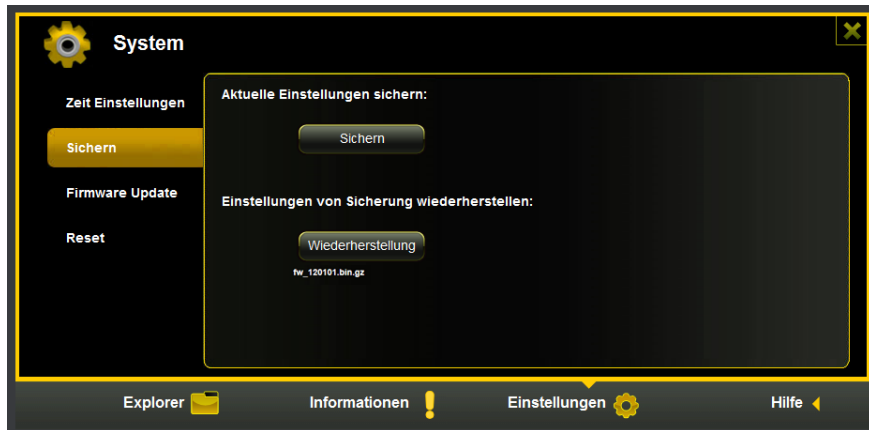 System
Zeit Einstellungen
Sichern
Firmware Update
Reset
Aktuelle Einstellungen sichern:
Sichern
Einstellungen von Sicherung wiederherstellen:
Wiederherstellung
fw_120101.bin.gz
Explorer
Informationen
Einstellungen
Hilfe